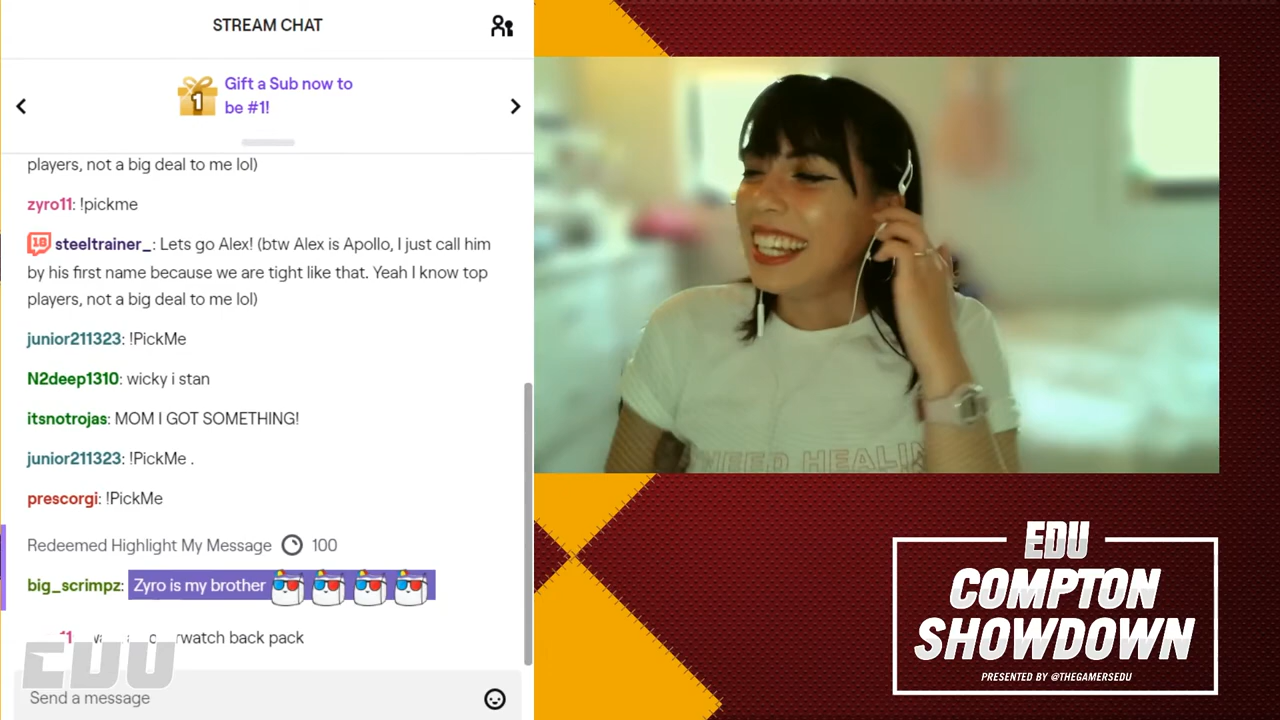 STREAM CHAT
1
Gift a Sub now to
be #1!
players, not a big deal to me lol)
zyro11: !pickme
18 steeltrainer_: Lets go Alex! (btw Alex is Apollo, I just call him
by his first name because we are tight like that. Yeah I know top
players, not a big deal to me lol)
junior211323: !PickMe
N2deep1310: wicky i stan
itsnotrojas: MOM I GOT SOMETHING!
junior211323: !PickMe .
prescorgi: !PickMe
Redeemed Highlight My Message 100
big_scrimpz: Zyro is my brother
back pack
EDU
Send a message
NEED HEALIN
EDU
COMPTON
SHOWDOWN
PRESENTED BY @THEGAMERSEDU